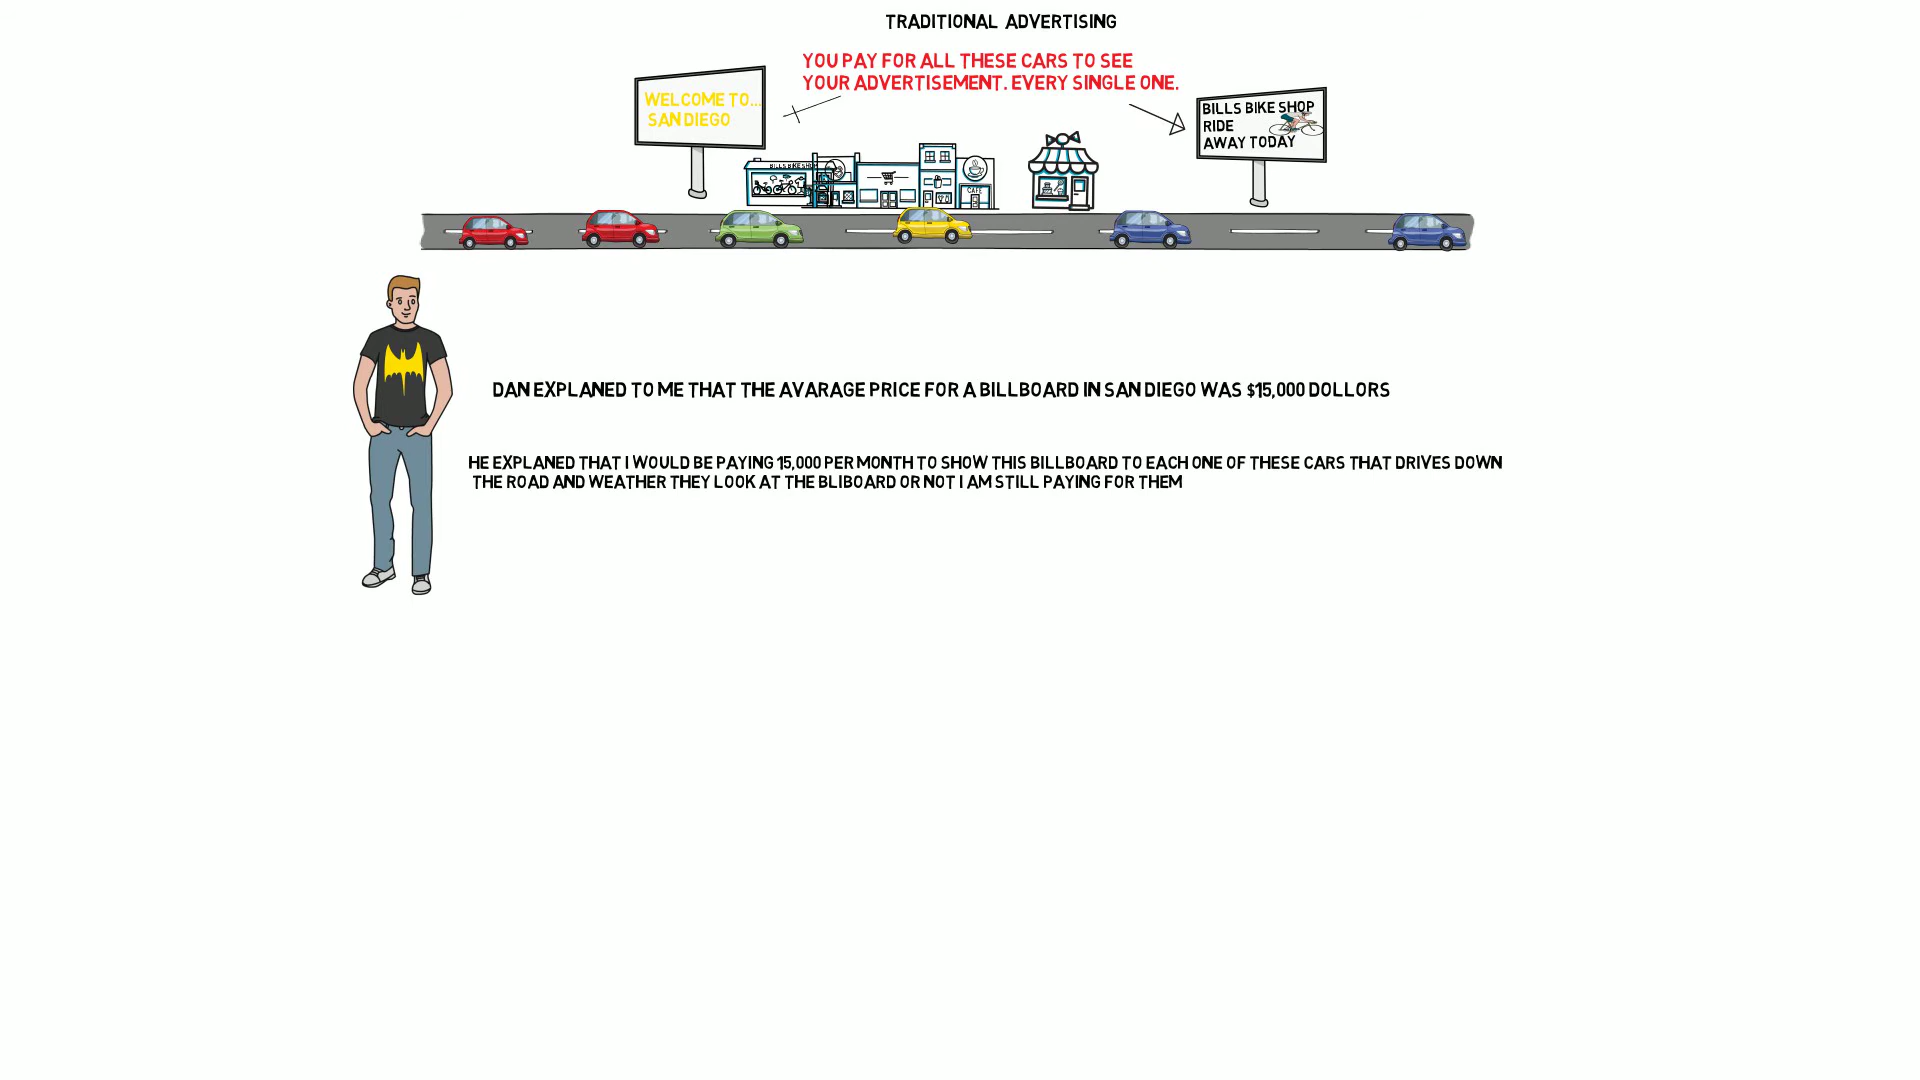 TRADITIONAL ADVERTISING
YOU PAY FOR ALL THESE CARS TO SEE
YOUR ADVERTISEMENT. EVERY SINGLE ONE.
WELCOME TO...
SAN DIEGO
BILLS BIKE SHOP
RIDE
AWAY TODAY
BILLS BIKE SHOP
CAFE
DAN EXPLANED TO ME THAT THE AVARAGE PRICE FOR A BILLBOARD IN SAN DIEGO WAS $15,000 DOLLORS
HE EXPLANED THAT I WOULD BE PAYING 15,000 PER MONTH TO SHOW THIS BILLBOARD TO EACH ONE OF THESE CARS THAT DRIVES DOWN
THE ROAD AND WEATHER THEY LOOK AT THE BLIBOARD OR NOT I AM STILL PAYING FOR THEM